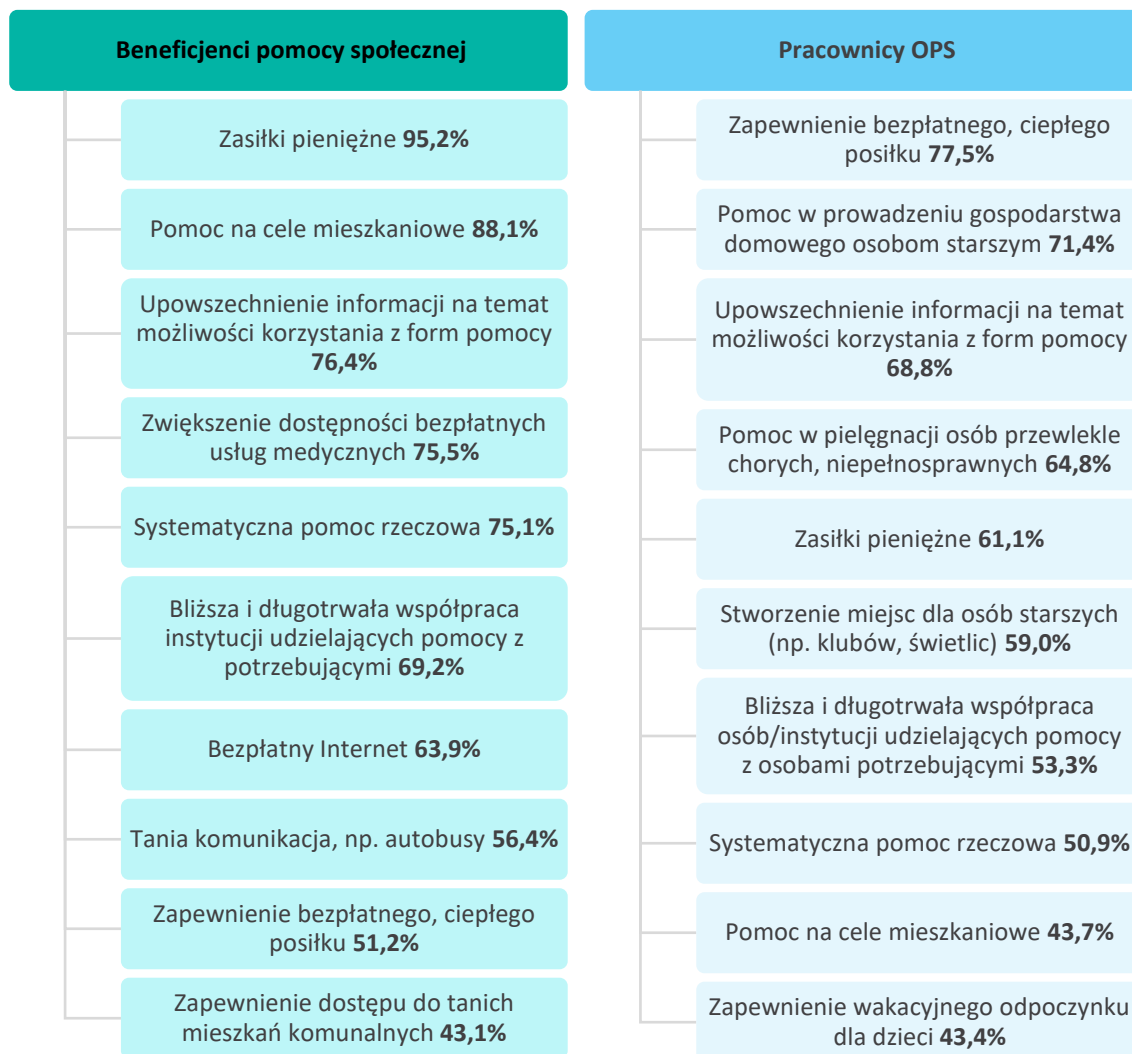 Beneficjenci pomocy społecznej
Zasiłki pieniężne 95,2%
Pomoc na cele mieszkaniowe 88,1%
Upowszechnienie informacji na temat
możliwości korzystania z form pomocy
76,4%
Zwiększenie dostępności bezpłatnych
usług medycznych 75,5%
Systematyczna pomoc rzeczowa 75,1%
Bliższa i długotrwała współpraca
instytucji udzielających pomocy z
potrzebującymi 69,2%
Bezpłatny Internet 63,9%
Tania komunikacja, np. autobusy 56,4%
Zapewnienie bezpłatnego, ciepłego
posiłku 51,2%
Zapewnienie dostępu do tanich
mieszkań komunalnych 43,1%
Pracownicy OPS
Zapewnienie bezpłatnego, ciepłego
posiłku 77,5%
Pomoc w prowadzeniu gospodarstwa
domowego osobom starszym 71,4%
Upowszechnienie informacji na temat
możliwości korzystania z form pomocy
68,8%
Pomoc w pielęgnacji osób przewlekle
chorych, niepełnosprawnych 64,8%
Zasiłki pieniężne 61,1%
Stworzenie miejsc dla osób starszych
(np. klubów, świetlic) 59,0%
Bliższa i długotrwała współpraca
osób/instytucji udzielających pomocy
z osobami potrzebującymi 53,3%
Systematyczna pomoc rzeczowa 50,9%
Pomoc na cele mieszkaniowe 43,7%
Zapewnienie wakacyjnego odpoczynku
dla dzieci 43,4%